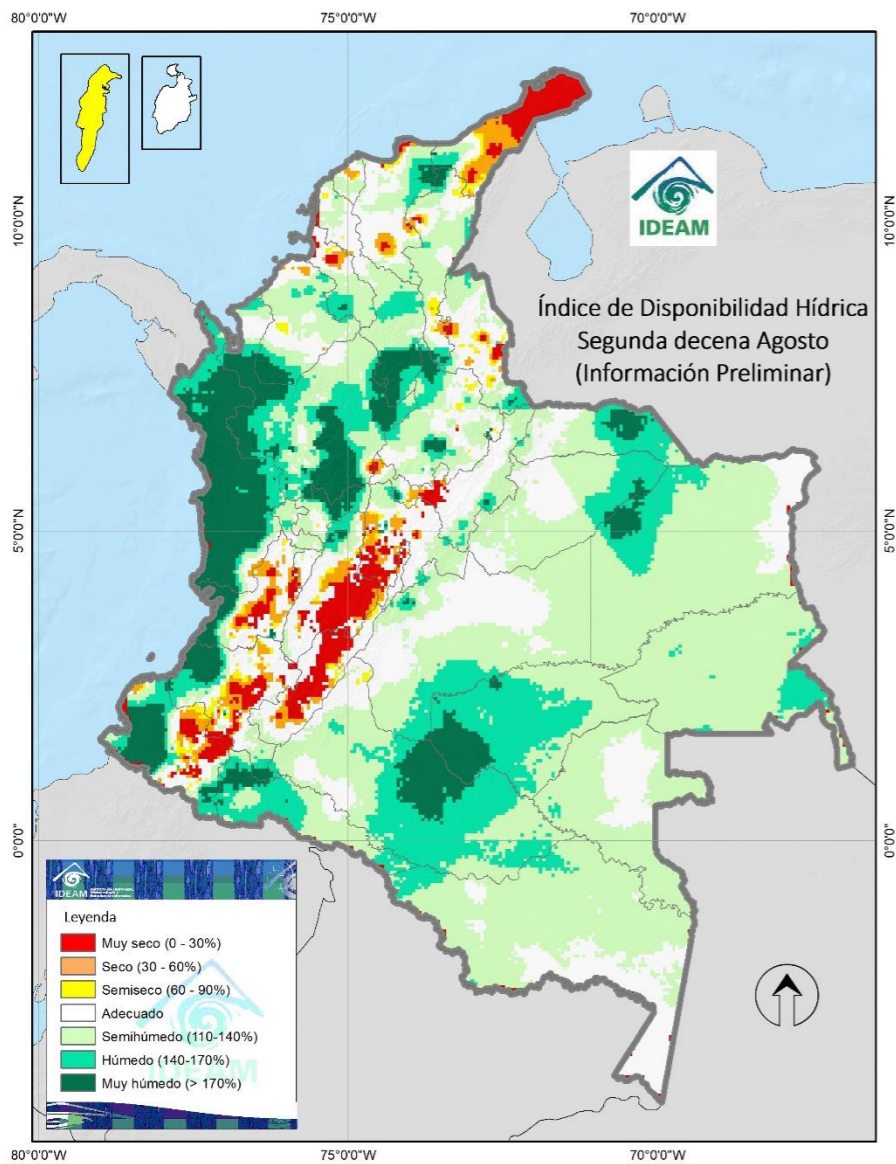 80°0'0"W
75°0'0"W
70°0'0"W
10°0'0"N
10°0'0"N
IDEAM
Índice de Disponibilidad Hídrica
Segunda decena Agosto
(Información Preliminar)
5°0'0"N
5°0'0"N
0°0'0"
0°0'0"
IDEAM
Leyenda
Muy seco (0 - 30%)
Seco (30 - 60%)
Semiseco (60 - 90%)
Adecuado
Semihúmedo (110-140%)
Húmedo (140-170%)
Muy húmedo (> 170%)
IDEAM
80°0'0"W
75°0'0"W
70°0'0"W